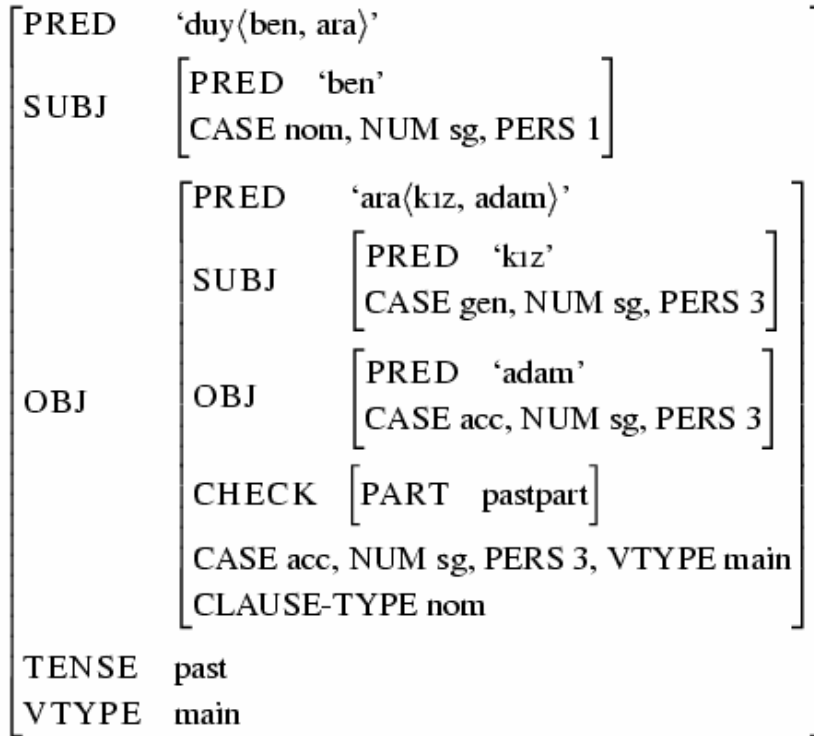 PRED ‘duy⟨ben, ara⟩’
SUBJ
PRED ‘ben’
CASE nom, NUM sg, PERS 1
OBJ
PRED ‘ara⟨kız, adam⟩’
SUBJ
PRED ‘kız’
CASE gen, NUM sg, PERS 3
OBJ
PRED ‘adam’
CASE acc, NUM sg, PERS 3
CHECK [PART pastpart]
CASE acc, NUM sg, PERS 3, VTYPE main
CLAUSE-TYPE nom
TENSE past
VTYPE main